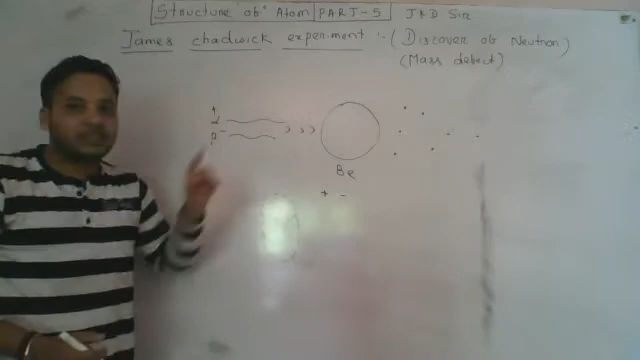 Structure of Atom PART-5 JKD Sir
James chadwick experiment :- (Discover of Neutron)
(Mass defect)
α
Be
+ -